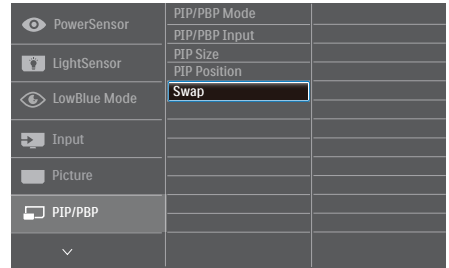 PowerSensor
LightSensor
LowBlue Mode
Input
Picture
PIP/PBP
PIP/PBP Mode
PIP/PBP Input
PIP Size
PIP Position
Swap